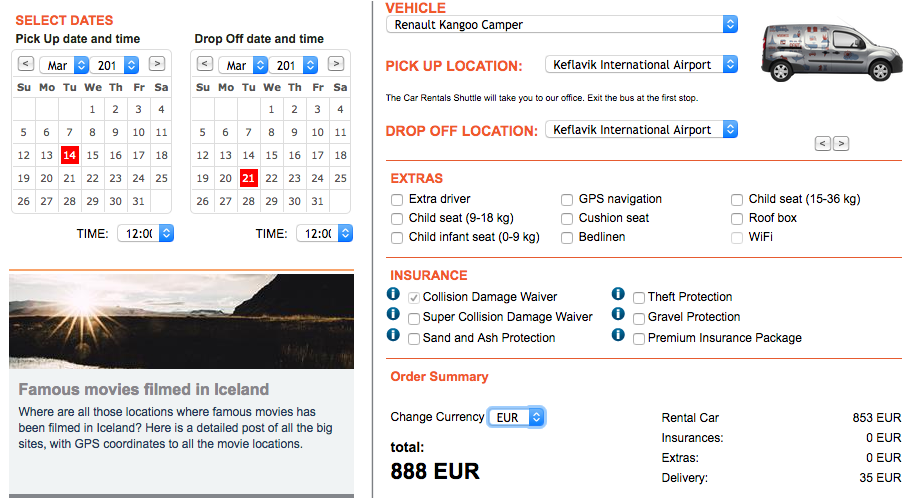 SELECT DATES
Pick Up date and time
Drop Off date and time
< Mar 201 >
< Mar 201 >
Su Mo Tu We Th Fr Sa
1 2 3 4
5 6 7 8 9 10 11
12 13 14 15 16 17 18
19 20 21 22 23 24 25
26 27 28 29 30 31
Su Mo Tu We Th Fr Sa
1 2 3 4
5 6 7 8 9 10 11
12 13 14 15 16 17 18
19 20 21 22 23 24 25
26 27 28 29 30 31
TIME: 12:00
TIME: 12:00
Famous movies filmed in Iceland
Where are all those locations where famous movies has
been filmed in Iceland? Here is a detailed post of all the big
sites, with GPS coordinates to all the movie locations.
VEHICLE
Renault Kangoo Camper
PICK UP LOCATION: Keflavik International Airport
The Car Rentals Shuttle will take you to our office. Exit the bus at the first stop.
DROP OFF LOCATION: Keflavik International Airport
< >
EXTRAS
Extra driver GPS navigation Child seat (15-36 kg)
Child seat (9-18 kg) Cushion seat Roof box
Child infant seat (0-9 kg) Bedlinen WiFi
INSURANCE
Collision Damage Waiver Theft Protection
Super Collision Damage Waiver Gravel Protection
Sand and Ash Protection Premium Insurance Package
Order Summary
Change Currency EUR
total:
888 EUR
Rental Car 853 EUR
Insurances: 0 EUR
Extras: 0 EUR
Delivery: 35 EUR